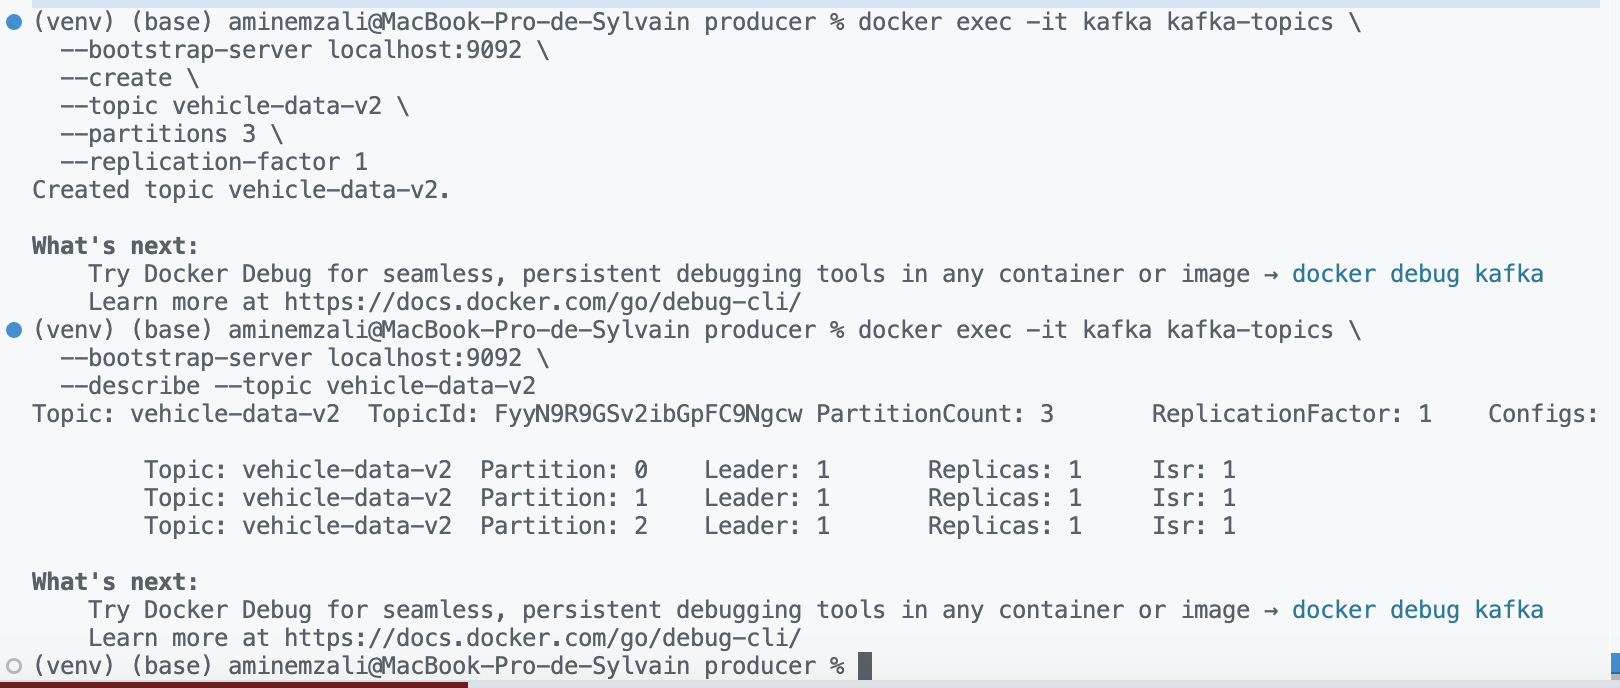 (venv) (base) aminemzali@MacBook-Pro-de-Sylvain producer % docker exec -it kafka kafka-topics \
--bootstrap-server localhost:9092 \
--create \
--topic vehicle-data-v2 \
--partitions 3 \
--replication-factor 1
Created topic vehicle-data-v2.
What's next:
Try Docker Debug for seamless, persistent debugging tools in any container or image → docker debug kafka
Learn more at https://docs.docker.com/go/debug-cli/
(venv) (base) aminemzali@MacBook-Pro-de-Sylvain producer % docker exec -it kafka kafka-topics \
--bootstrap-server localhost:9092 \
--describe --topic vehicle-data-v2
Topic: vehicle-data-v2 TopicId: FyyN9R9GSv2ibGpFC9Ngcw PartitionCount: 3 ReplicationFactor: 1 Configs:
Topic: vehicle-data-v2 Partition: 0 Leader: 1 Replicas: 1 Isr: 1
Topic: vehicle-data-v2 Partition: 1 Leader: 1 Replicas: 1 Isr: 1
Topic: vehicle-data-v2 Partition: 2 Leader: 1 Replicas: 1 Isr: 1
What's next:
Try Docker Debug for seamless, persistent debugging tools in any container or image → docker debug kafka
Learn more at https://docs.docker.com/go/debug-cli/
(venv) (base) aminemzali@MacBook-Pro-de-Sylvain producer %